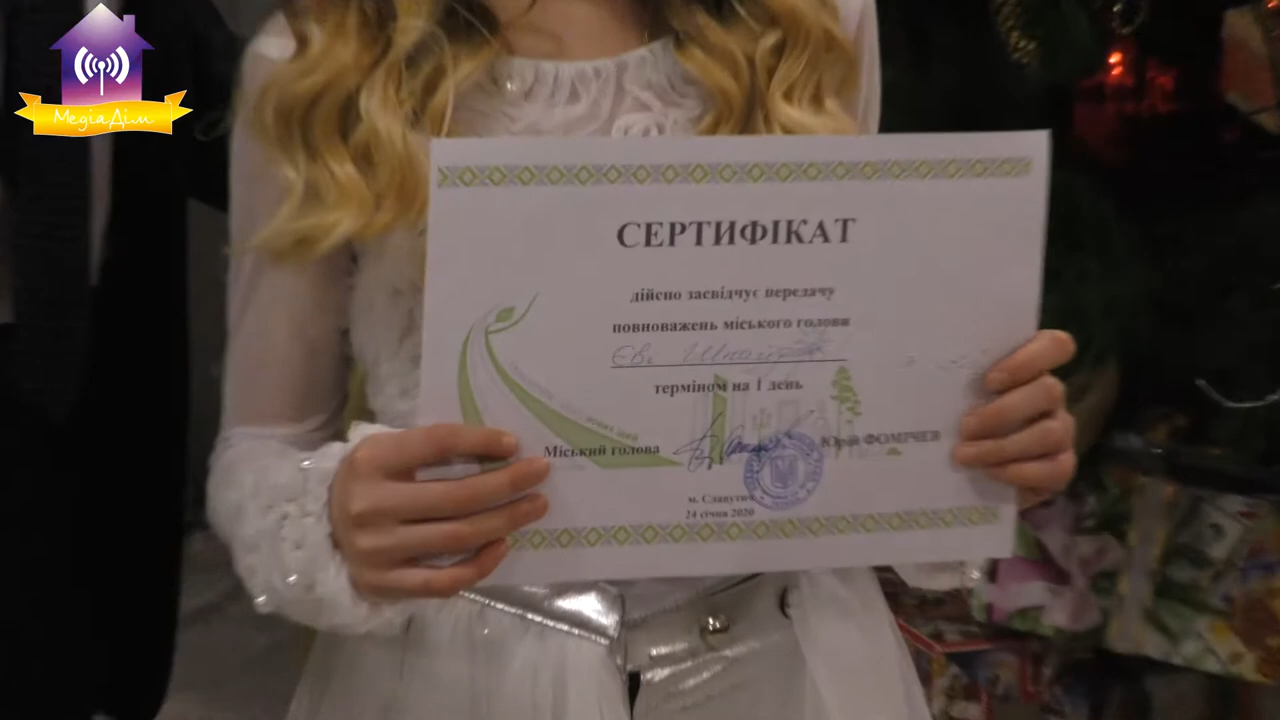 МедіаДім
СЕРТИФІКАТ
дійсно засвідчує передачу
повноважень міського голови
Єві
терміном на 1 день
Міський голова
Юрій ФОМІЧЕВ
м. Славутич
24 січня 2020